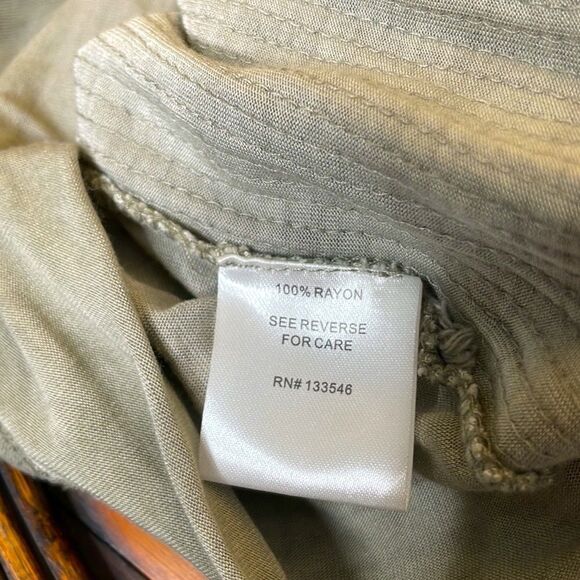 100% RAYON
SEE REVERSE
FOR CARE
RN# 133546